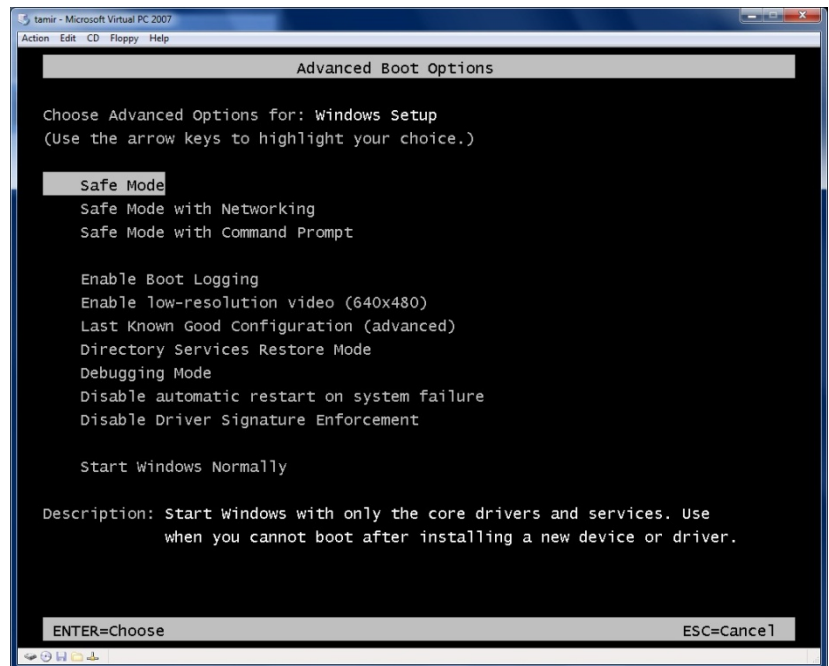 tamir - Microsoft Virtual PC 2007
Action Edit CD Floppy Help
Advanced Boot Options
Choose Advanced Options for: Windows Setup
(Use the arrow keys to highlight your choice.)
Safe Mode
Safe Mode with Networking
Safe Mode with Command Prompt
Enable Boot Logging
Enable low-resolution video (640x480)
Last Known Good Configuration (advanced)
Directory Services Restore Mode
Debugging Mode
Disable automatic restart on system failure
Disable Driver Signature Enforcement
Start Windows Normally
Description: Start Windows with only the core drivers and services. Use
when you cannot boot after installing a new device or driver.
ENTER=Choose ESC=Cancel